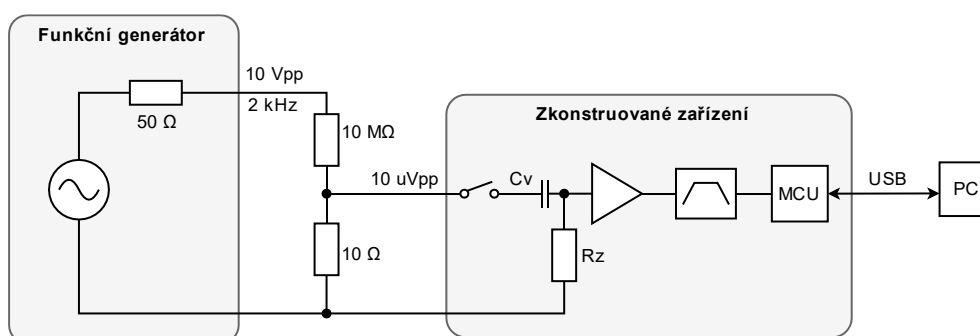 Funkční generátor
10 Vpp
2 kHz
50 Ω
10 MΩ
10 uVpp
10 Ω
Zkonstruované zařízení
Cv
Rz
MCU
USB
PC